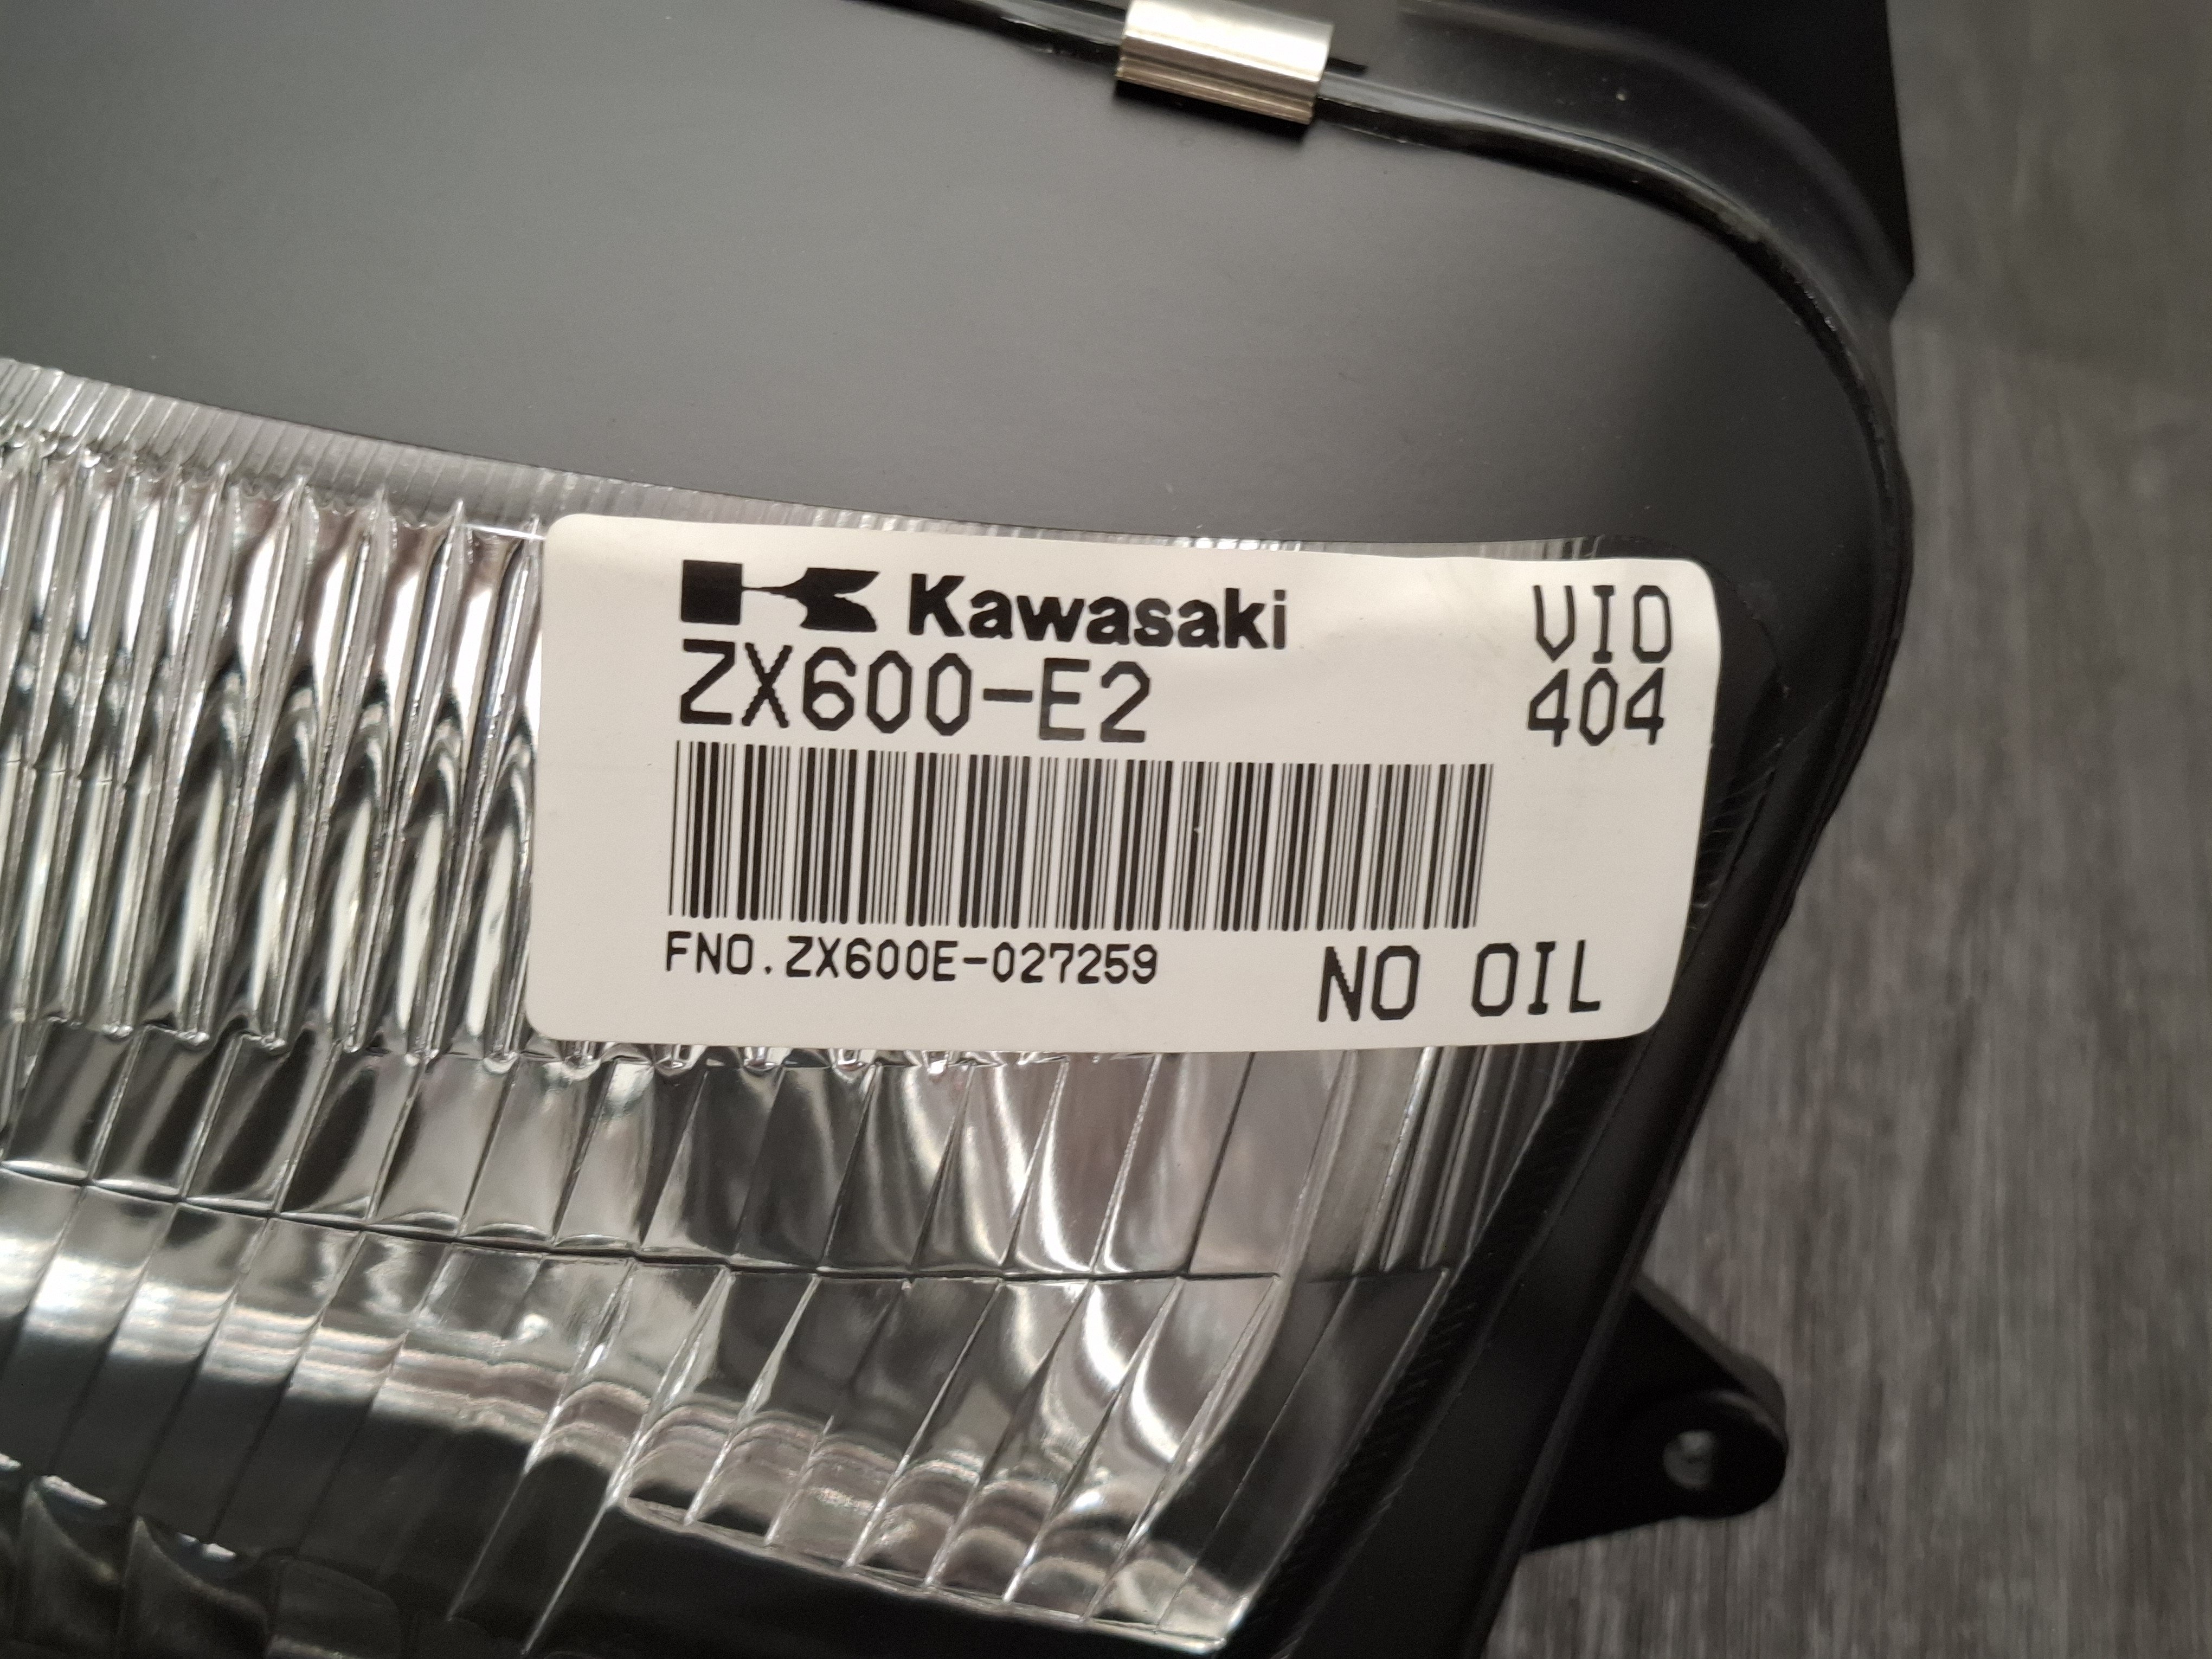 Kawasaki
ZX600-E2
VIO
404
FNO.ZX600E-027259
NO OIL